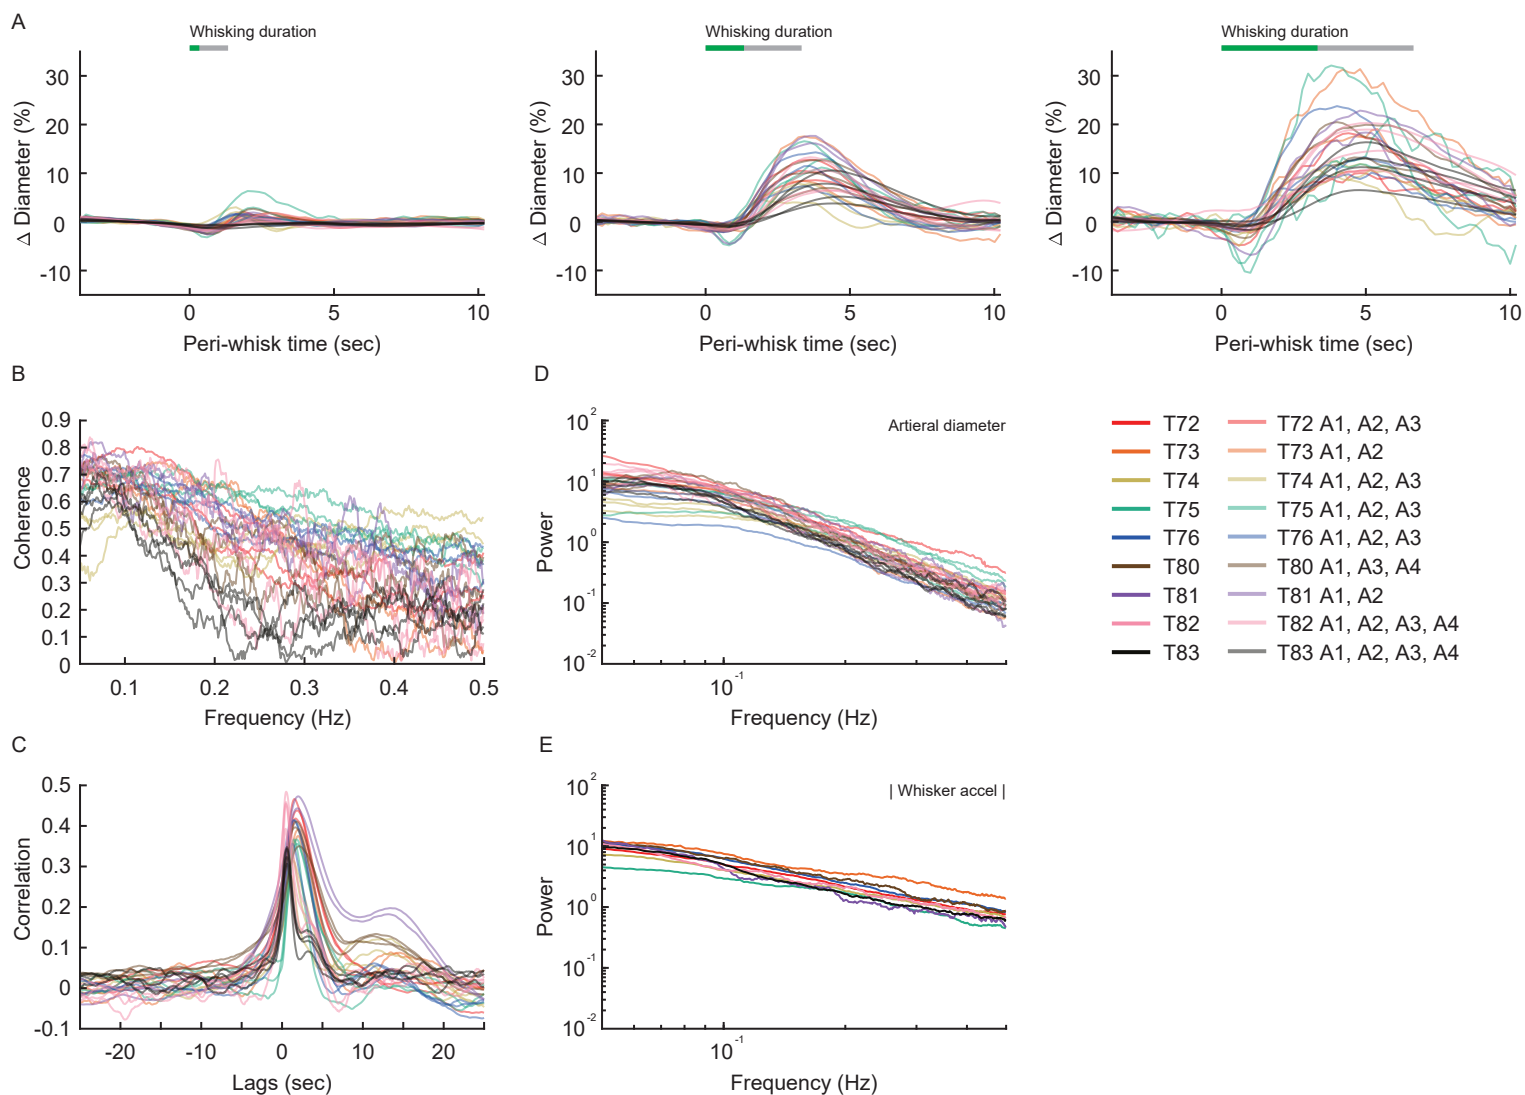 A
Whisking duration
Whisking duration
Whisking duration
Δ Diameter (%)
30
20
10
0
-10
0
5
10
Peri-whisk time (sec)
Δ Diameter (%)
30
20
10
0
-10
0
5
10
Peri-whisk time (sec)
Δ Diameter (%)
30
20
10
0
-10
0
5
10
Peri-whisk time (sec)
B
Coherence
0.9
0.8
0.7
0.6
0.5
0.4
0.3
0.2
0.1
0
0.1
0.2
0.3
0.4
0.5
Frequency (Hz)
D
Artieral diameter
Power
10^2
10^1
10^0
10^-1
10^-2
10^-1
Frequency (Hz)
T72 T72 A1, A2, A3
T73 T73 A1, A2
T74 T74 A1, A2, A3
T75 T75 A1, A2, A3
T76 T76 A1, A2, A3
T80 T80 A1, A3, A4
T81 T81 A1, A2
T82 T82 A1, A2, A3, A4
T83 T83 A1, A2, A3, A4
C
Correlation
0.5
0.4
0.3
0.2
0.1
0
-0.1
-20
-10
0
10
20
Lags (sec)
E
| Whisker accel |
Power
10^2
10^1
10^0
10^-1
10^-2
10^-1
Frequency (Hz)